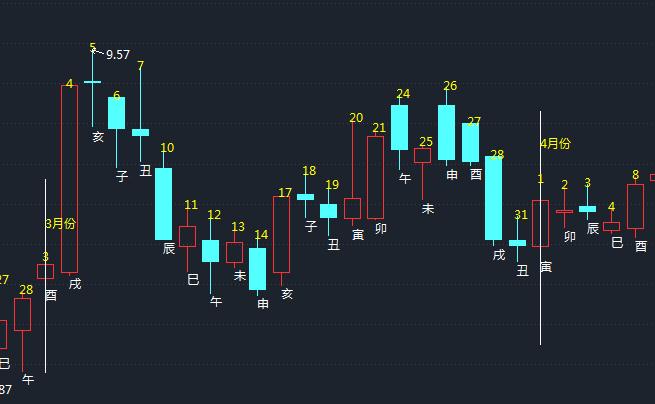 5
9.57
4
7
6
亥
子
丑
10
辰
11
巳
12
午
13
未
14
申
17
亥
18
子
19
丑
20
寅
21
卯
24
午
25
未
26
申
27
酉
28
戌
31
丑
4月份
1
寅
2
卯
3
辰
4
巳
8
酉
3月份
3
酉
戌
27
28
巳
午
87